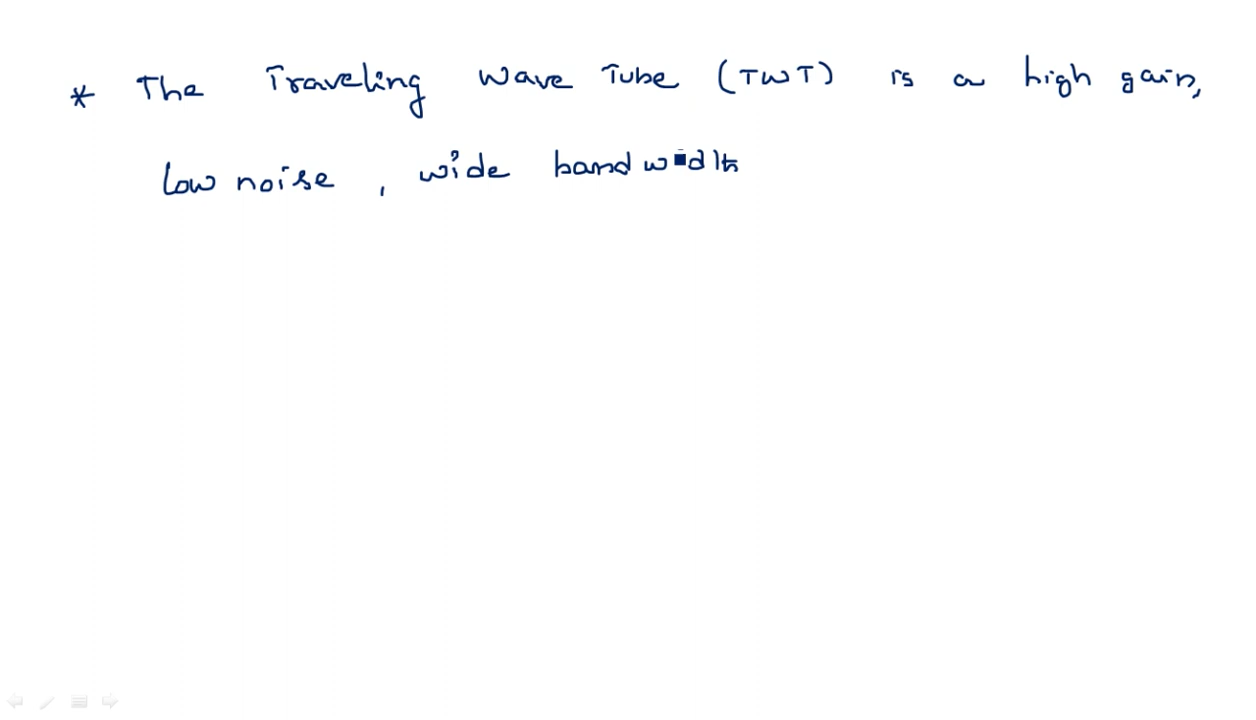 * The Traveling Wave Tube (TWT) is a high gain,
Low noise, wide bandwidth